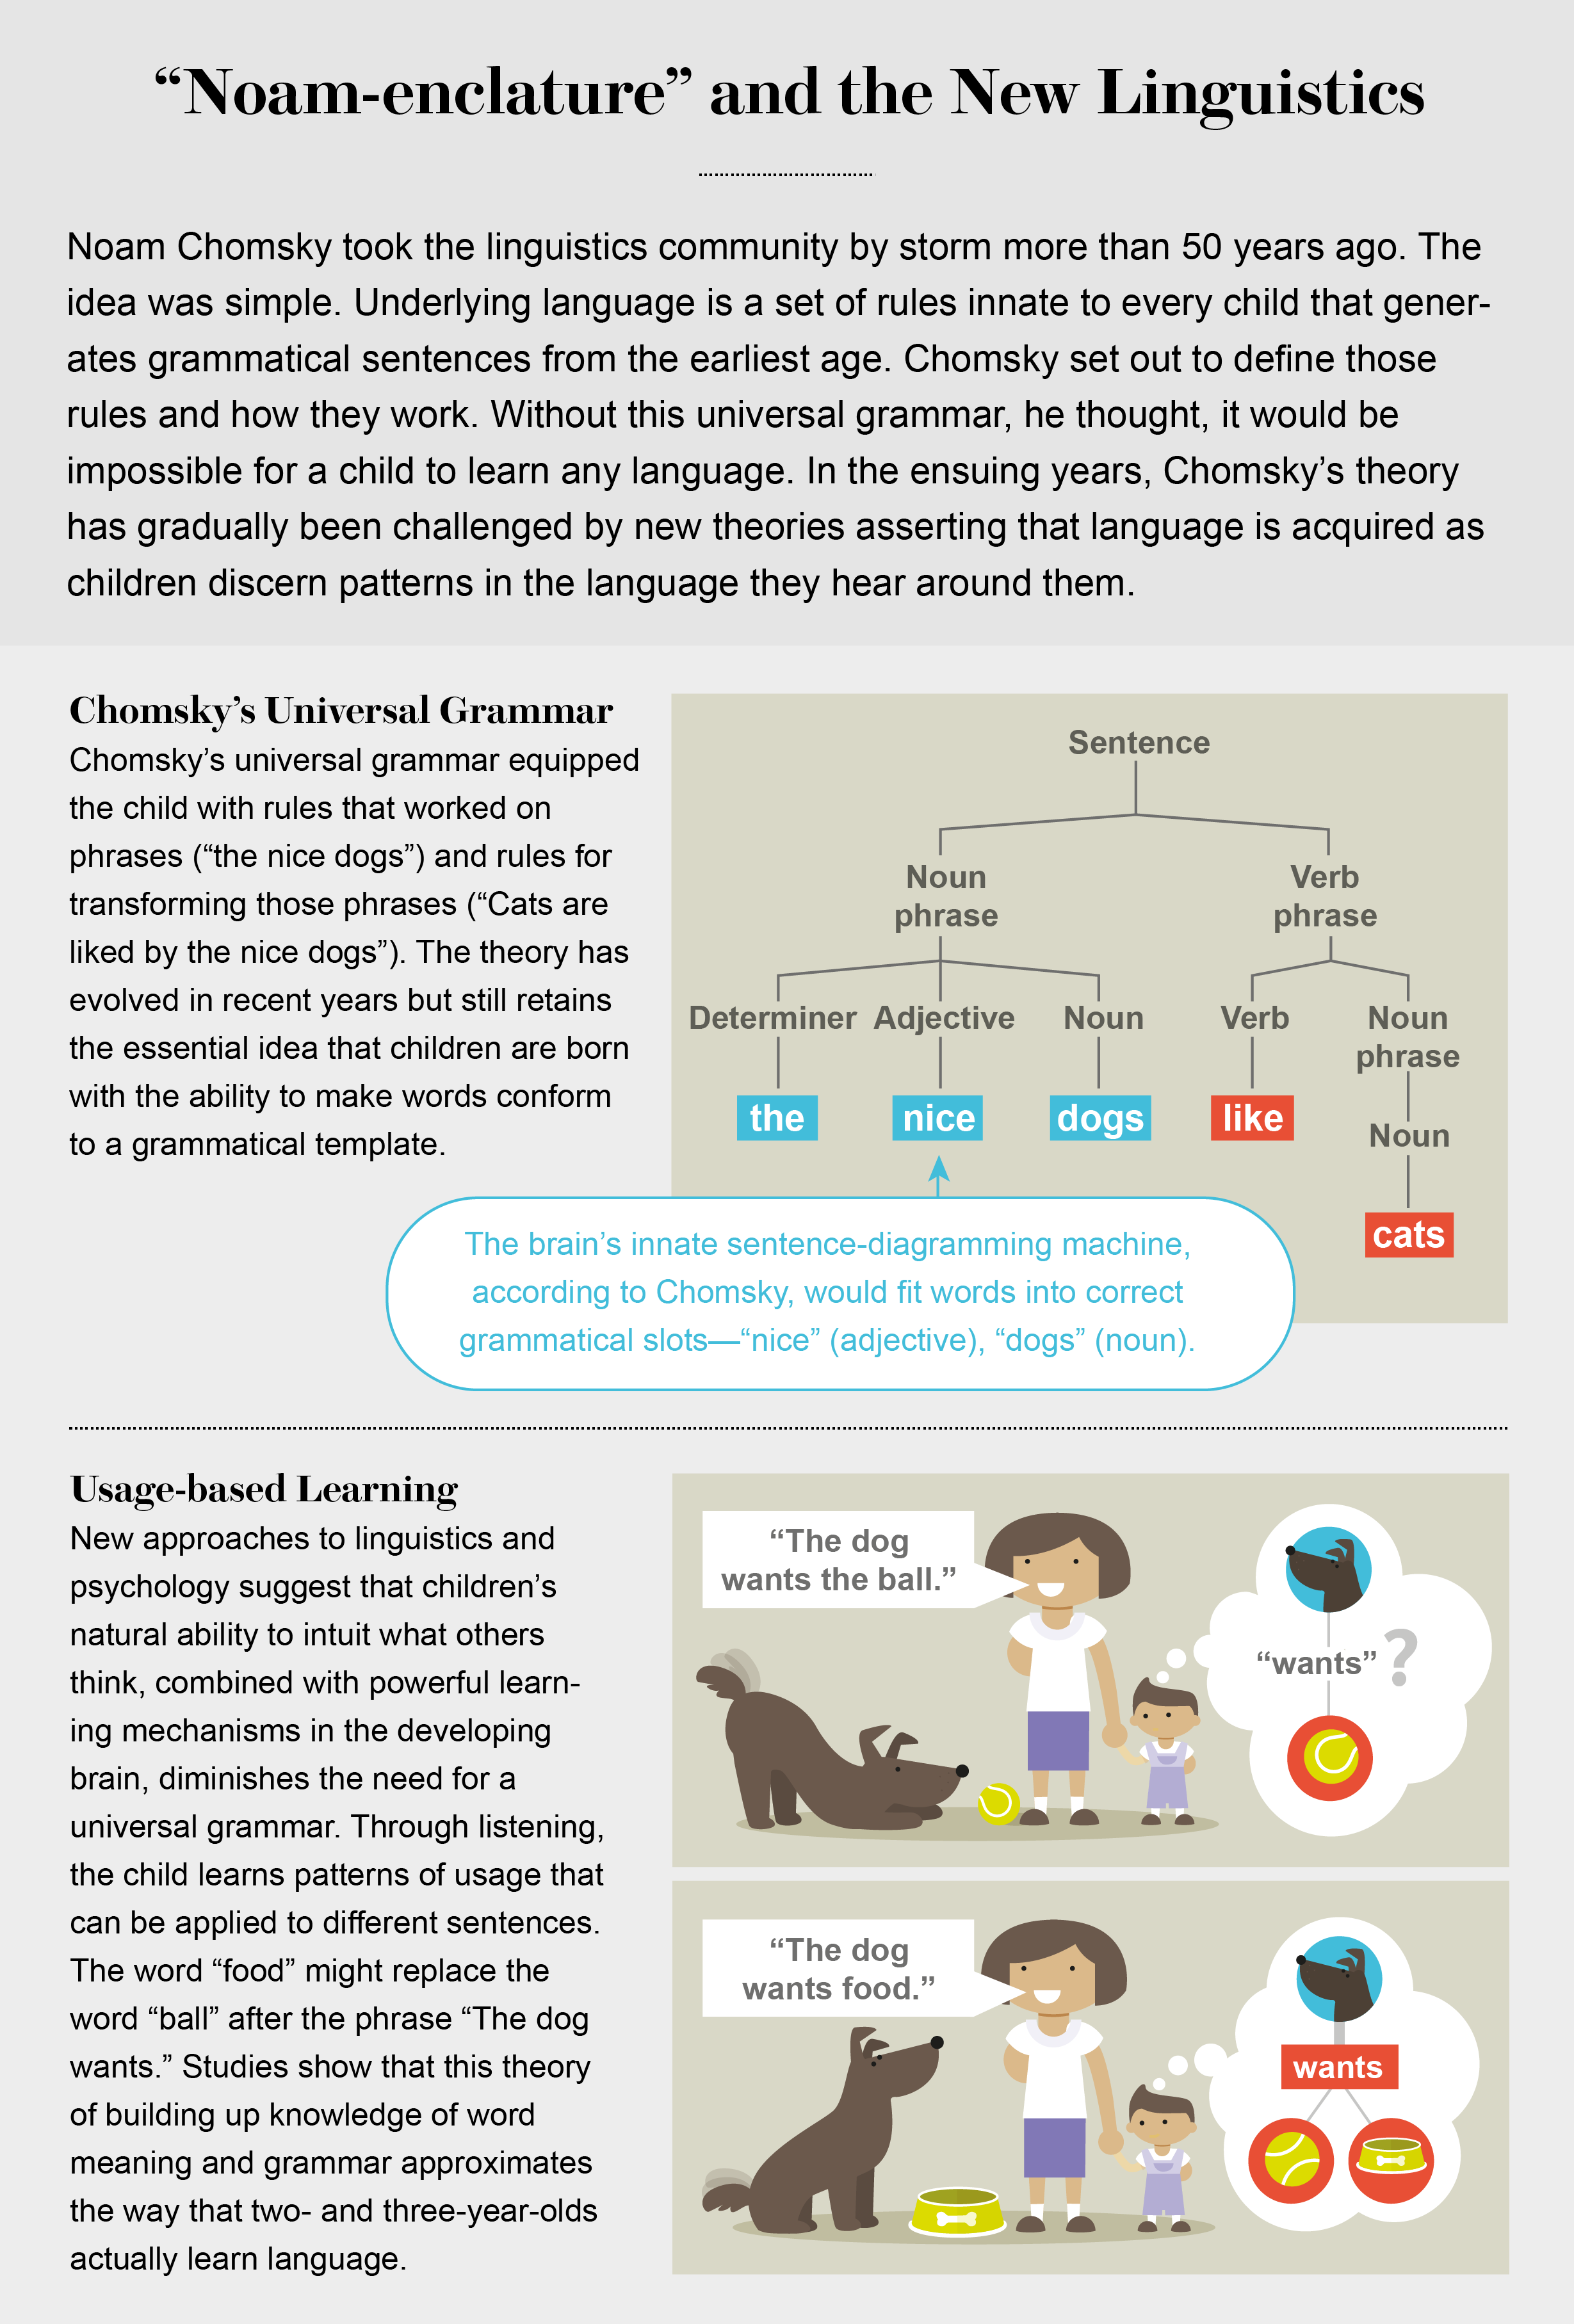 “Noam-enclature” and the New Linguistics
Noam Chomsky took the linguistics community by storm more than 50 years ago. The
idea was simple. Underlying language is a set of rules innate to every child that gener-
ates grammatical sentences from the earliest age. Chomsky set out to define those
rules and how they work. Without this universal grammar, he thought, it would be
impossible for a child to learn any language. In the ensuing years, Chomsky’s theory
has gradually been challenged by new theories asserting that language is acquired as
children discern patterns in the language they hear around them.
Chomsky’s Universal Grammar
Chomsky’s universal grammar equipped
the child with rules that worked on
phrases (“the nice dogs”) and rules for
transforming those phrases (“Cats are
liked by the nice dogs”). The theory has
evolved in recent years but still retains
the essential idea that children are born
with the ability to make words conform
to a grammatical template.
Sentence
Noun
phrase
Verb
phrase
Determiner Adjective Noun Verb Noun
phrase
the nice dogs like
Noun
cats
The brain’s innate sentence-diagramming machine,
according to Chomsky, would fit words into correct
grammatical slots—“nice” (adjective), “dogs” (noun).
Usage-based Learning
New approaches to linguistics and
psychology suggest that children’s
natural ability to intuit what others
think, combined with powerful learn-
ing mechanisms in the developing
brain, diminishes the need for a
universal grammar. Through listening,
the child learns patterns of usage that
can be applied to different sentences.
The word “food” might replace the
word “ball” after the phrase “The dog
wants.” Studies show that this theory
of building up knowledge of word
meaning and grammar approximates
the way that two- and three-year-olds
actually learn language.
“The dog
wants the ball.”
“wants” ?
“The dog
wants food.”
wants